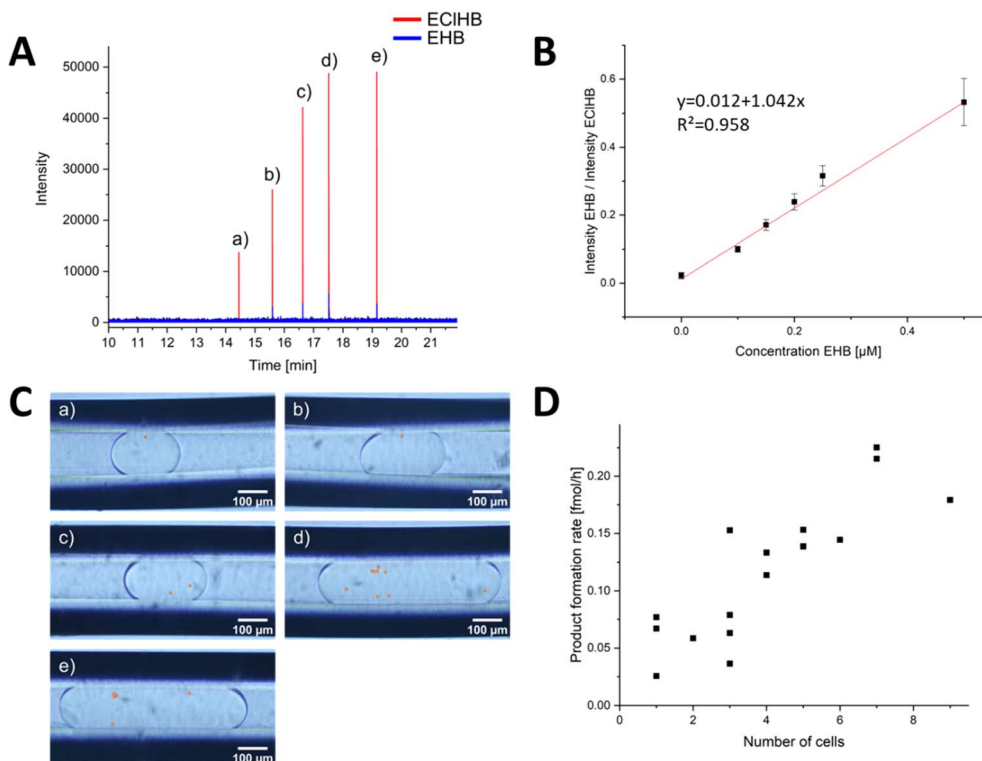 A
ECIHB
EHB
a)
b)
c)
d)
e)
50000
40000
30000
20000
10000
0
Intensity
10 11 12 13 14 15 16 17 18 19 20 21
Time [min]
B
y=0.012+1.042x
R²=0.958
0.6
0.4
0.2
0.0
Intensity EHB / Intensity ECIHB
0.0 0.2 0.4
Concentration EHB [µM]
C
a)
100 µm
b)
100 µm
c)
100 µm
d)
100 µm
e)
100 µm
D
0.20
0.15
0.10
0.05
0.00
Product formation rate [fmol/h]
0 2 4 6 8
Number of cells